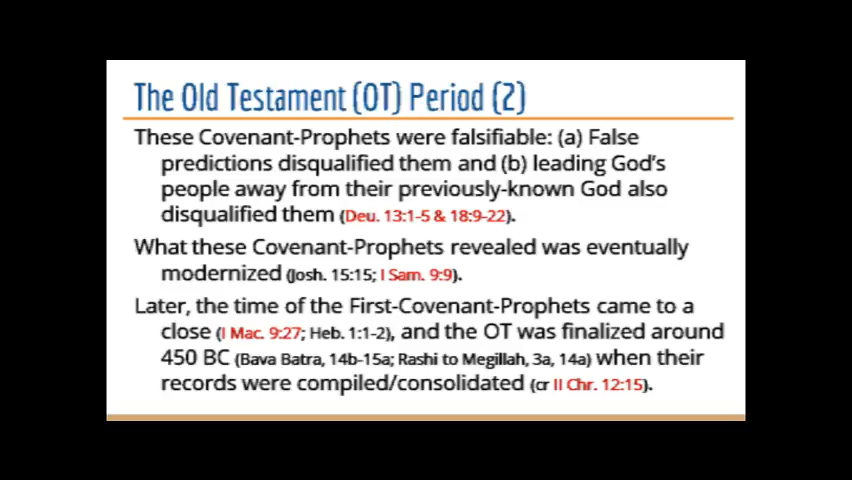 The Old Testament (OT) Period (2)
These Covenant-Prophets were falsifiable: (a) False
predictions disqualified them and (b) leading God's
people away from their previously-known God also
disqualified them (Deu. 13:1-5 & 18:9-22).
What these Covenant-Prophets revealed was eventually
modernized (Josh. 15:15; I Sam. 9:9).
Later, the time of the First-Covenant-Prophets came to a
close (I Mac. 9:27; Heb. 1:1-2), and the OT was finalized around
450 BC (Bava Batra, 14b-15a; Rashi to Megillah, 3a, 14a) when their
records were compiled/consolidated (cr II Chr. 12:15).